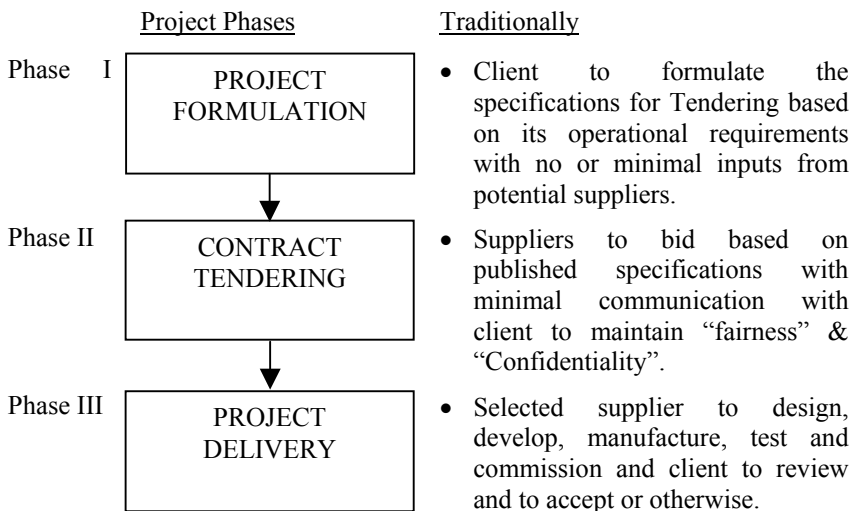 Project Phases Traditionally
Phase I
PROJECT
FORMULATION
• Client to formulate the
specifications for Tendering based
on its operational requirements
with no or minimal inputs from
potential suppliers.
Phase II
CONTRACT
TENDERING
• Suppliers to bid based on
published specifications with
minimal communication with
client to maintain “fairness” &
“Confidentiality”.
Phase III
PROJECT
DELIVERY
• Selected supplier to design,
develop, manufacture, test and
commission and client to review
and to accept or otherwise.